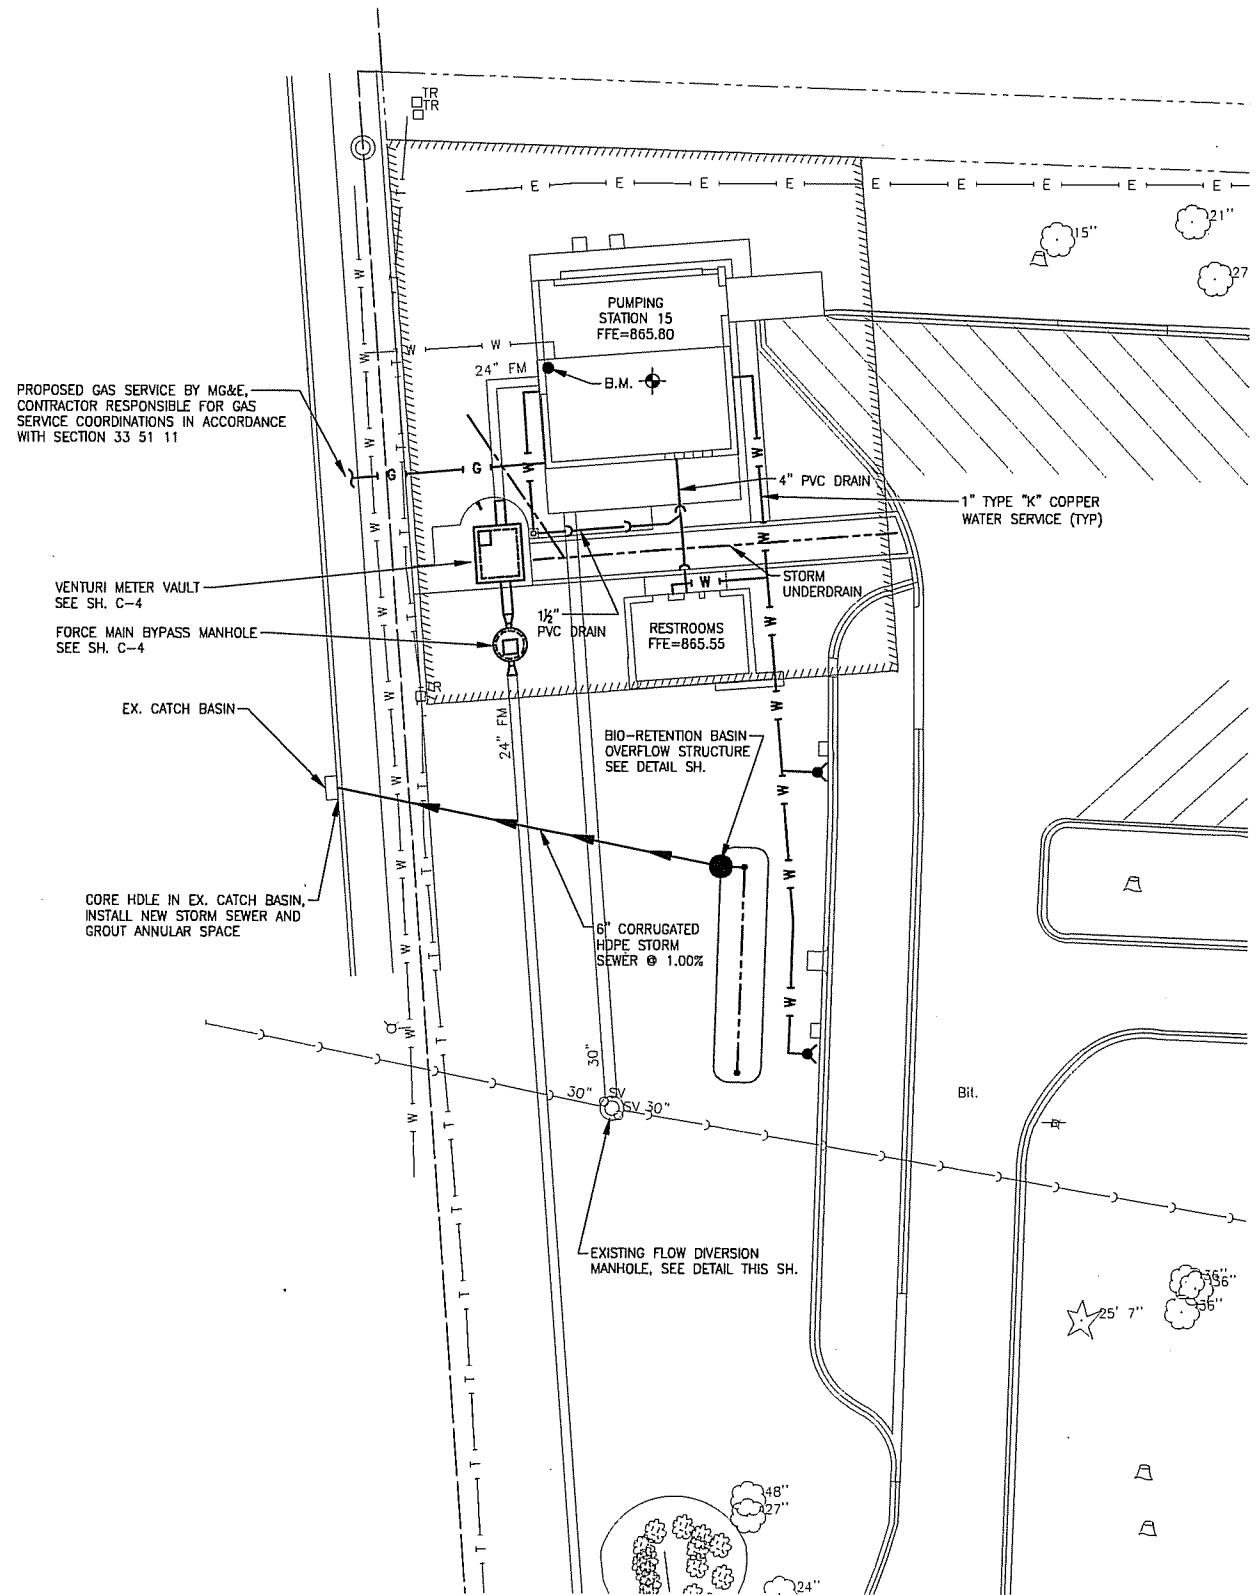 TR
TR
E E E E E E E E E
21"
15"
27
PUMPING
STATION 15
FFE=865.80
W
W
24" FM
B.M.
PROPOSED GAS SERVICE BY MG&E,
CONTRACTOR RESPONSIBLE FOR GAS
SERVICE COORDINATIONS IN ACCORDANCE
WITH SECTION 33 51 11
G
G
W
W
4" PVC DRAIN
1" TYPE "K" COPPER
WATER SERVICE (TYP)
VENTURI METER VAULT
SEE SH. C-4
STORM
UNDERDRAIN
W
1½"
PVC DRAIN
FORCE MAIN BYPASS MANHOLE
SEE SH. C-4
RESTROOMS
FFE=865.55
TR
EX. CATCH BASIN
24" FM
BIO-RETENTION BASIN
OVERFLOW STRUCTURE
SEE DETAIL SH.
W
W
W
CORE HOLE IN EX. CATCH BASIN,
INSTALL NEW STORM SEWER AND
GROUT ANNULAR SPACE
6" CORRUGATED
HDPE STORM
SEWER @ 1.00%
W
30"
30"
SV
SV 30"
Bit.
EXISTING FLOW DIVERSION
MANHOLE, SEE DETAIL THIS SH.
36"
36"
36"
25' 7"
T
T
T
T
48"
27"
24"